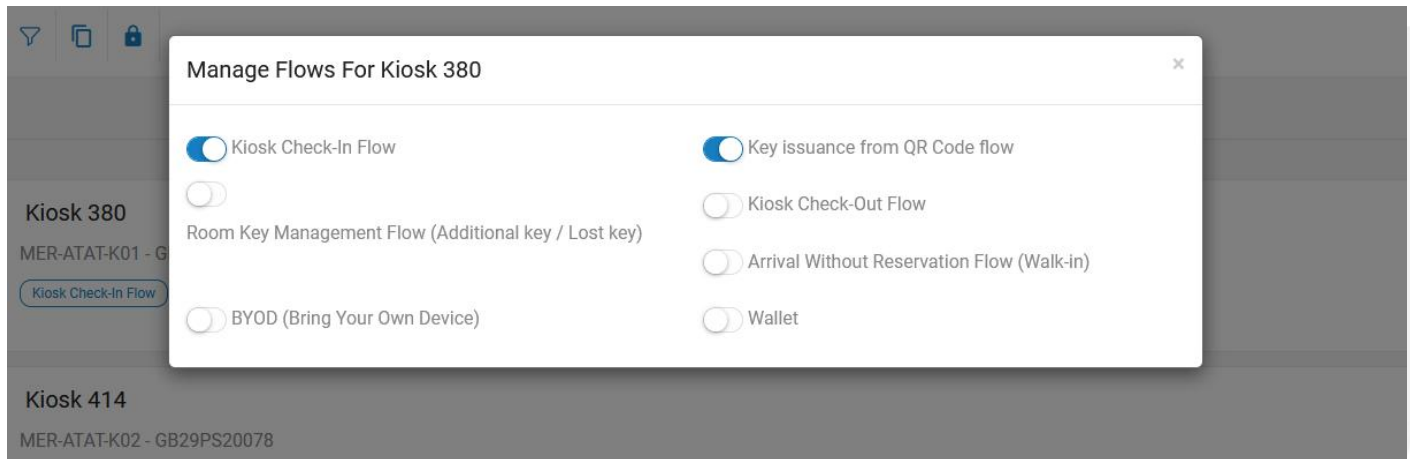 Manage Flows For Kiosk 380
×
Kiosk Check-In Flow
Key issuance from QR Code flow
Room Key Management Flow (Additional key / Lost key)
Kiosk Check-Out Flow
Arrival Without Reservation Flow (Walk-in)
BYOD (Bring Your Own Device)
Wallet
Kiosk 380
MER-ATAT-K01 - G
Kiosk Check-In Flow
Kiosk 414
MER-ATAT-K02 - GB29PS20078